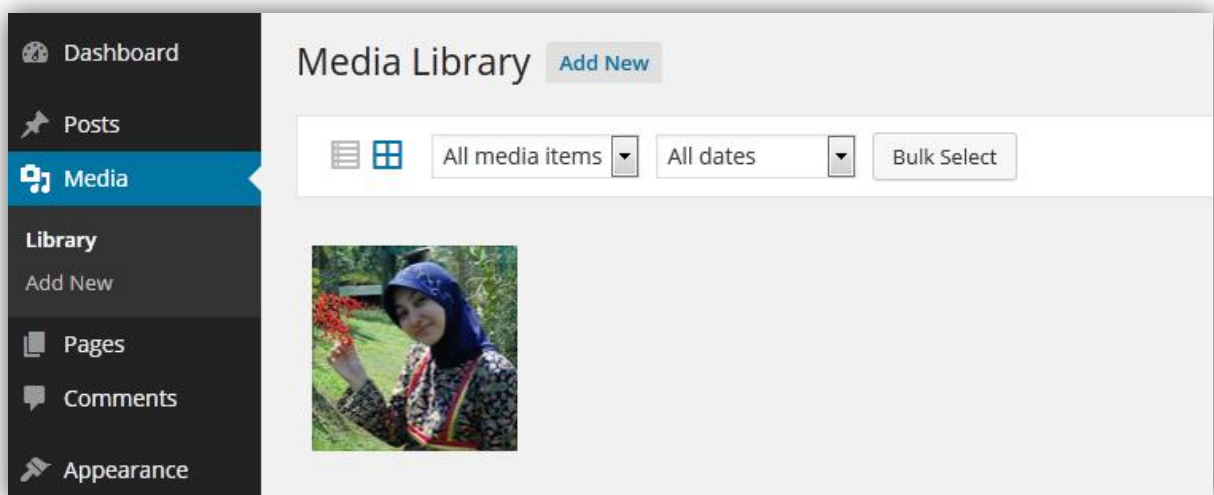 Dashboard
Posts
Media
Library
Add New
Pages
Comments
Appearance
Media Library Add New
All media items All dates Bulk Select